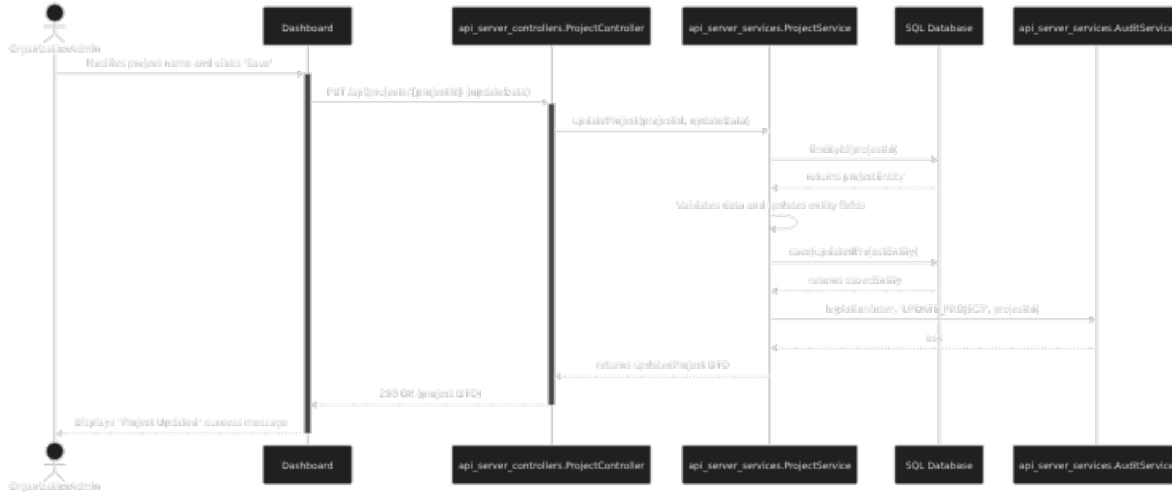 OrganizationAdmin
Dashboard
api_server_controllers.ProjectController
api_server_services.ProjectService
SQL Database
api_server_services.AuditService
Modifies project name and clicks 'Save'
PUT /api/projects/{projectId} (updateData)
updateProject(projectId, updateData)
findById(projectId)
returns projectEntity
Validates data and updates entity fields
save(updatedProjectEntity)
returns savedEntity
logAction(user, 'UPDATE_PROJECT', projectId)
ack
returns updatedProject DTO
200 OK (project DTO)
Displays "Project Updated" success message
Dashboard
api_server_controllers.ProjectController
api_server_services.ProjectService
SQL Database
api_server_services.AuditService
OrganizationAdmin